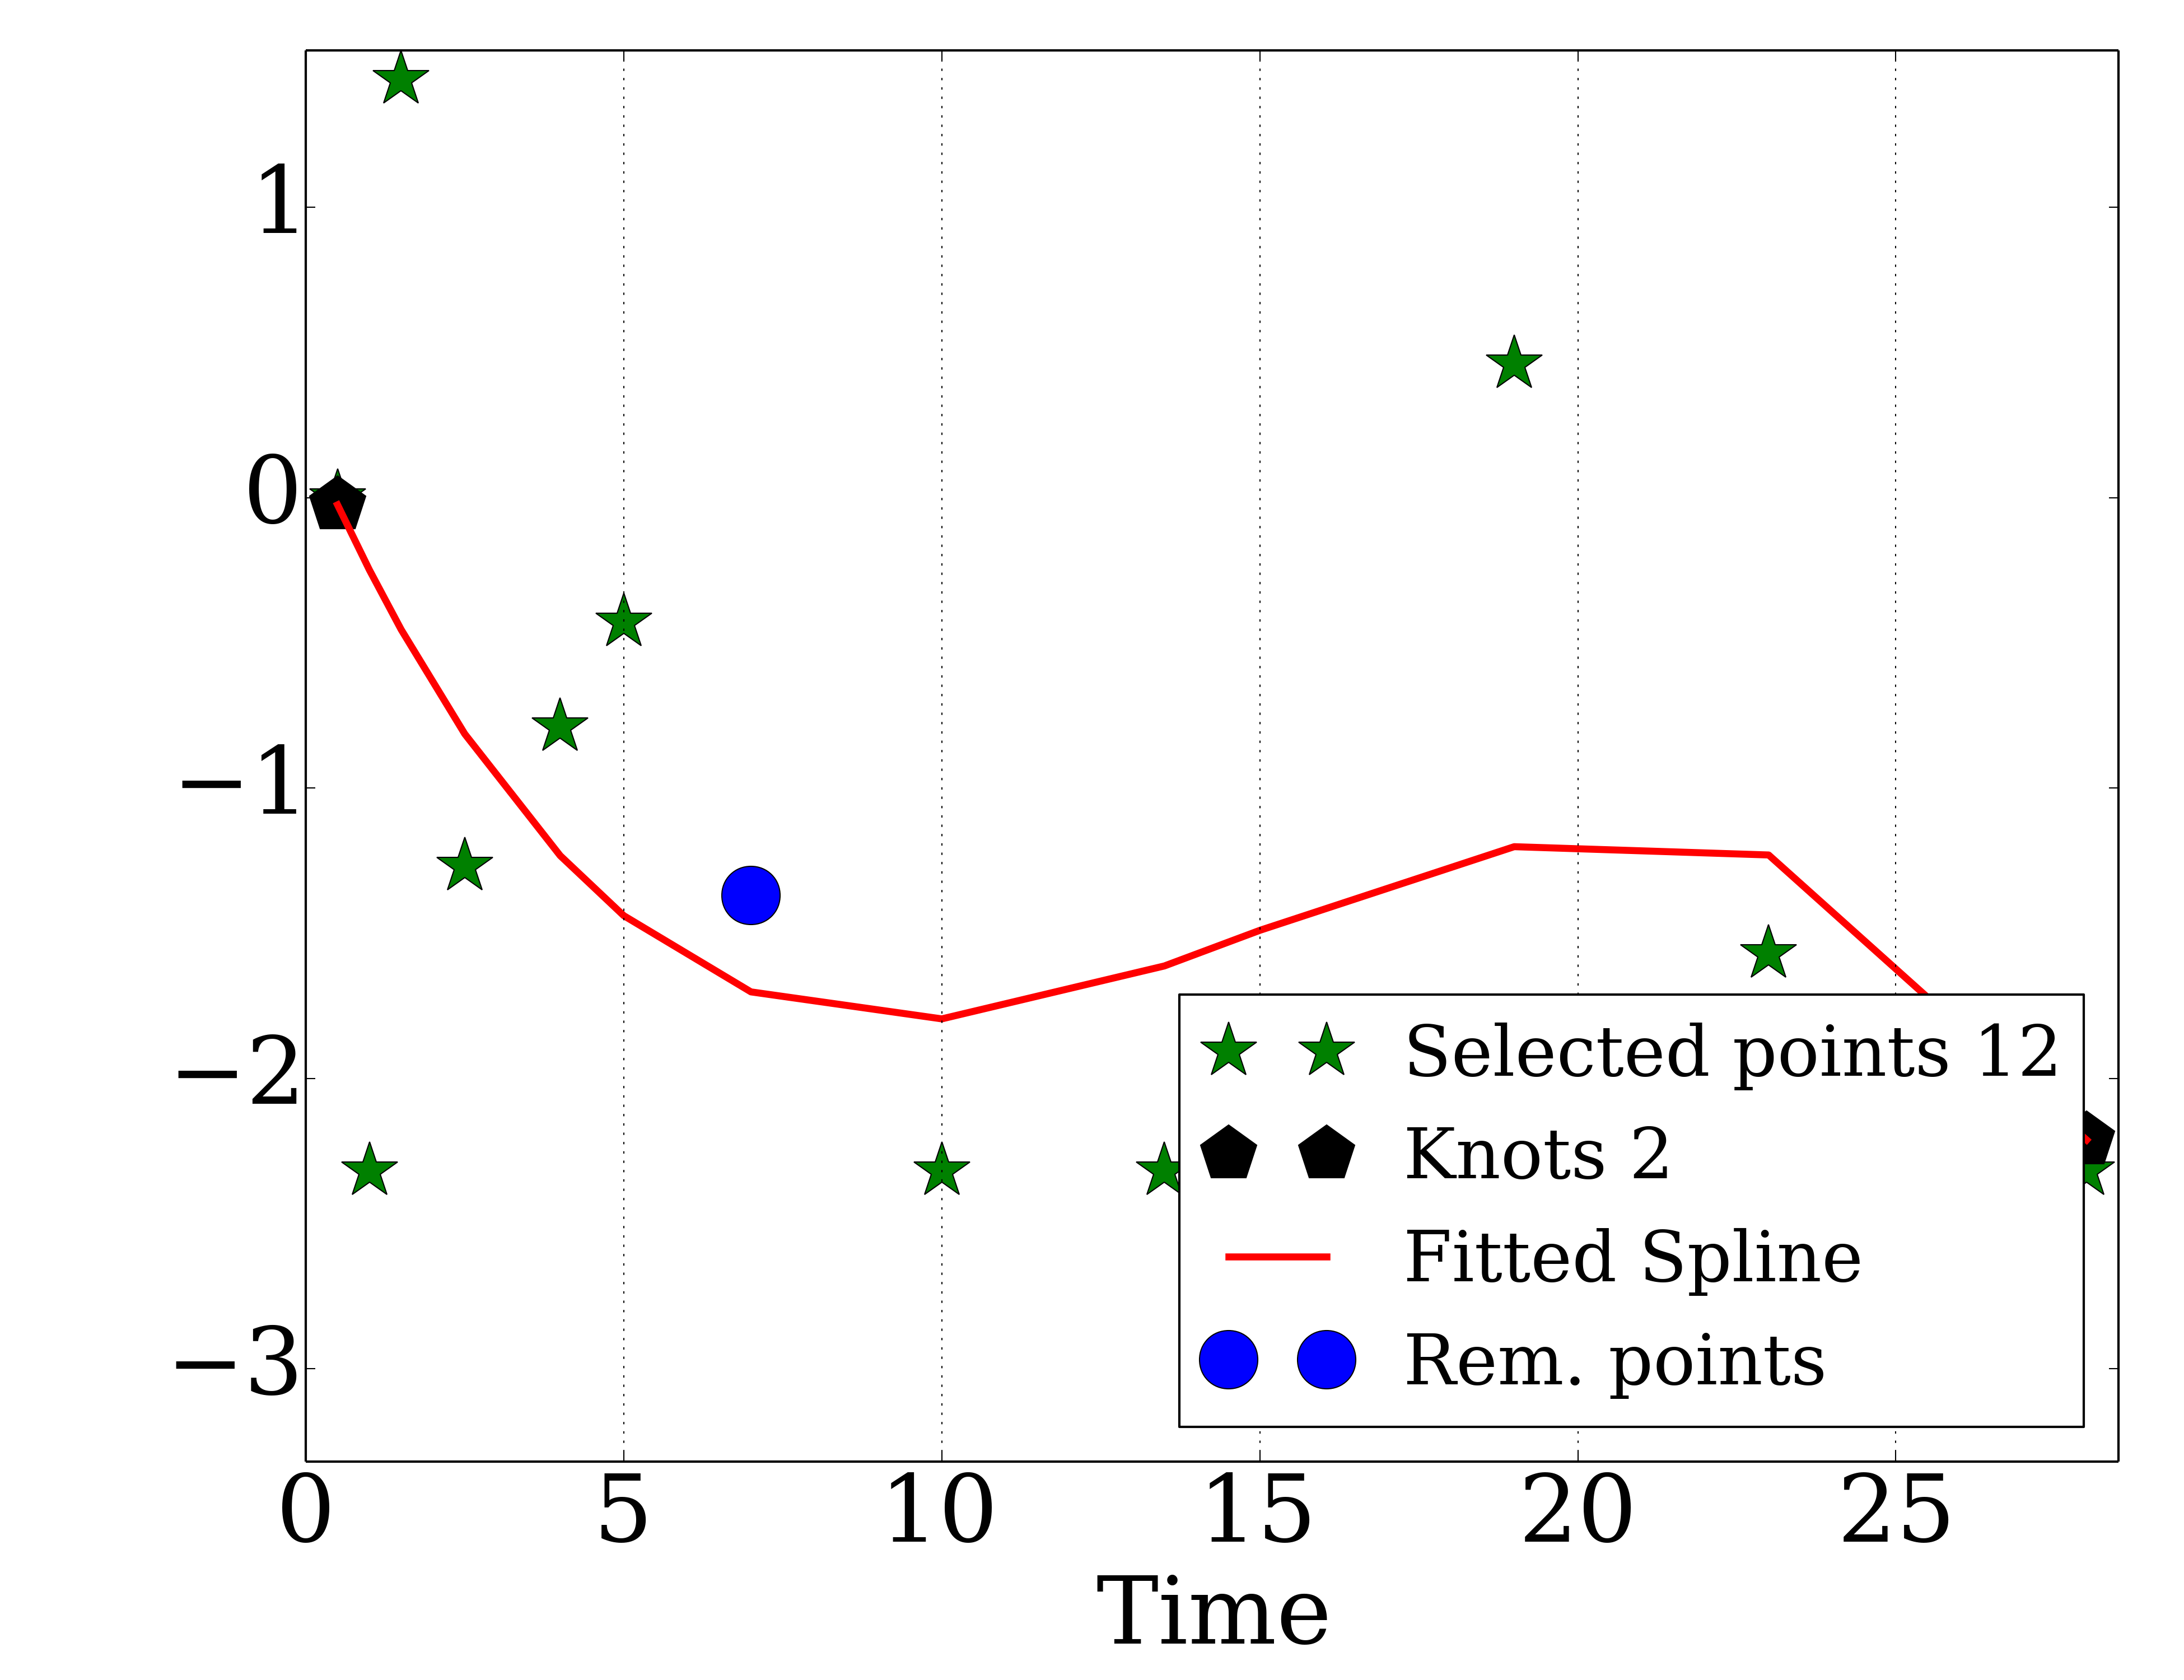 1
0
−1
−2
−3
0 5 10 15 20 25
Time
Selected points 12
Knots 2
Fitted Spline
Rem. points